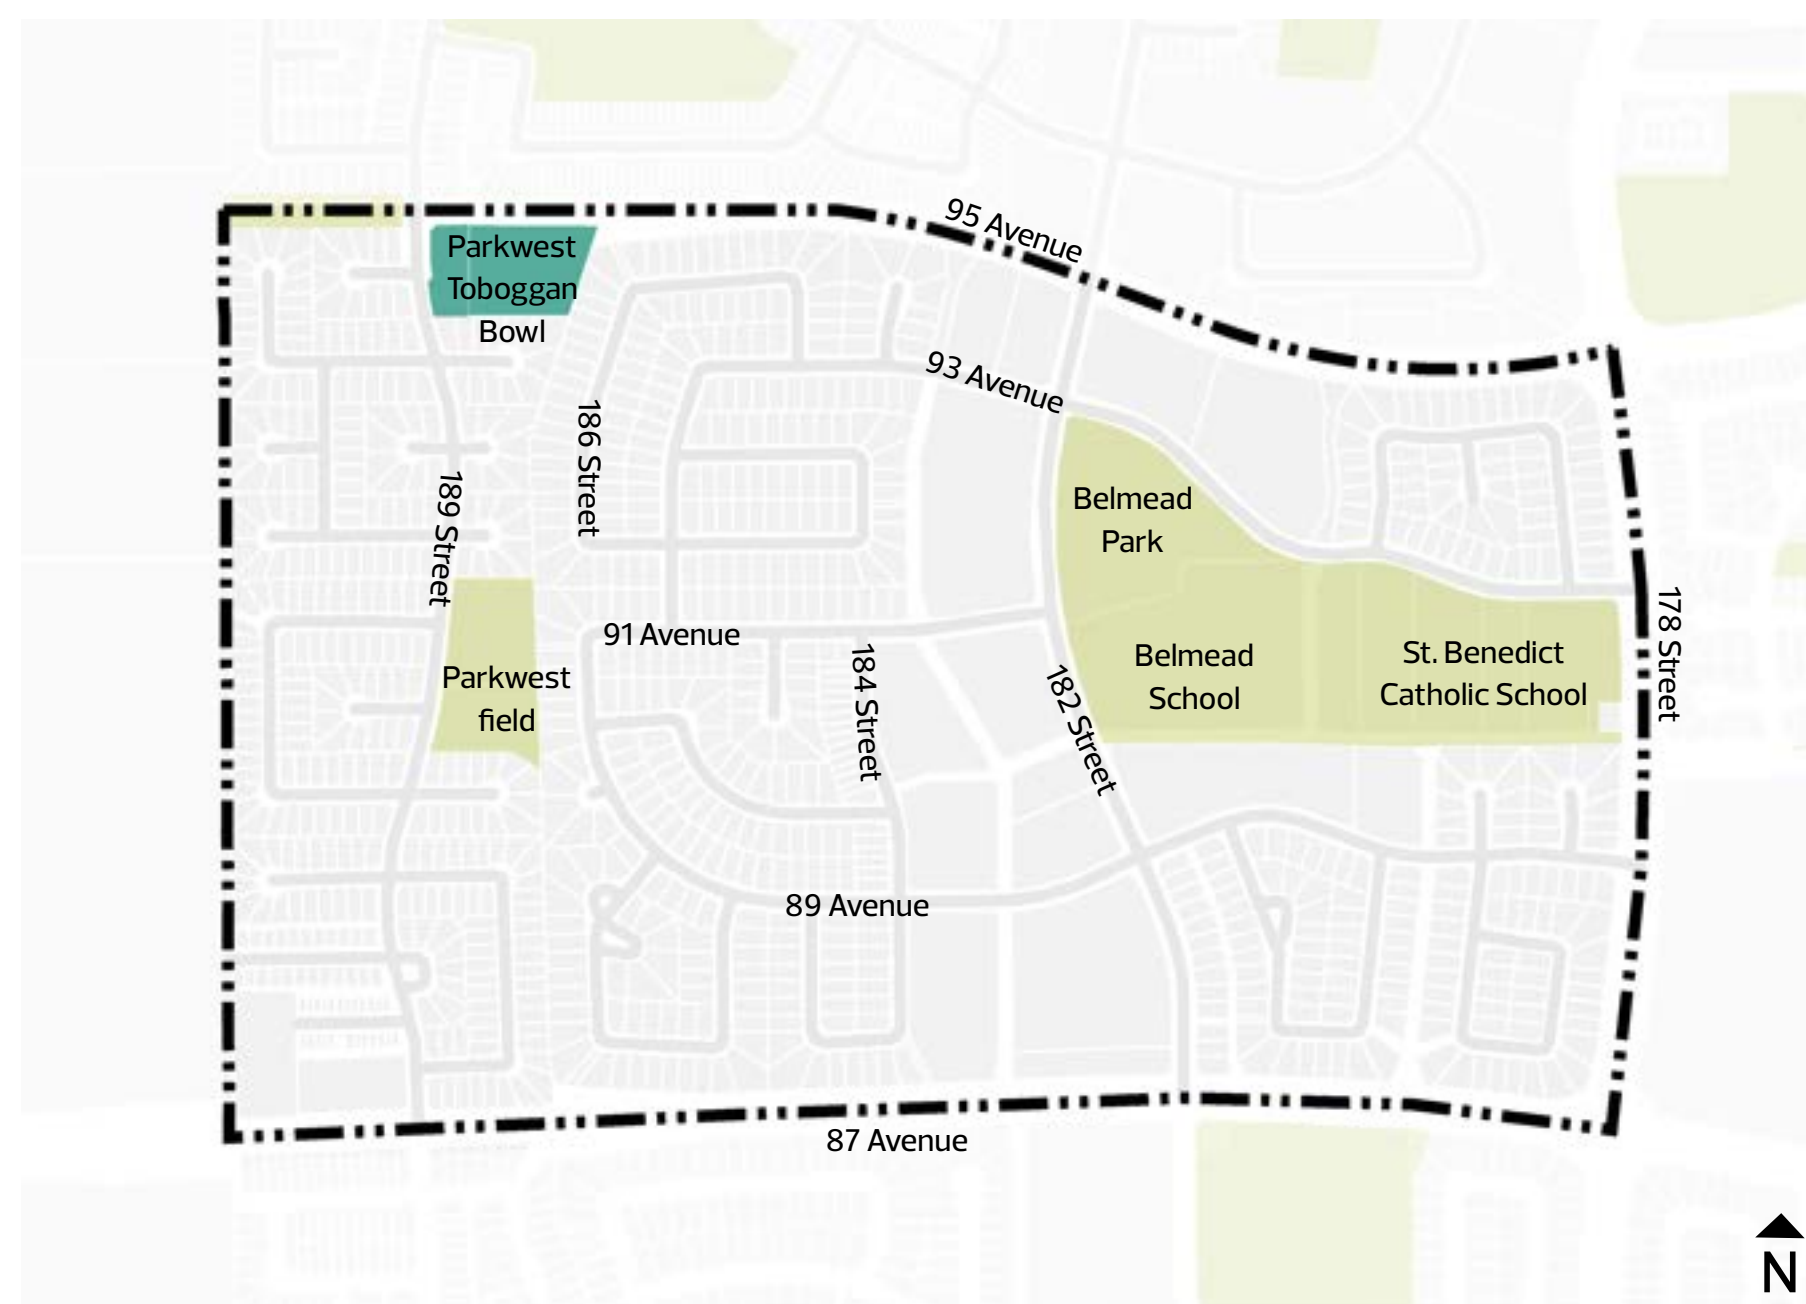 95 Avenue
Parkwest
Toboggan
Bowl
93 Avenue
186 Street
189 Street
Belmead
Park
91 Avenue
178 Street
Parkwest
field
184 Street
182 Street
Belmead
School
St. Benedict
Catholic School
89 Avenue
87 Avenue
N